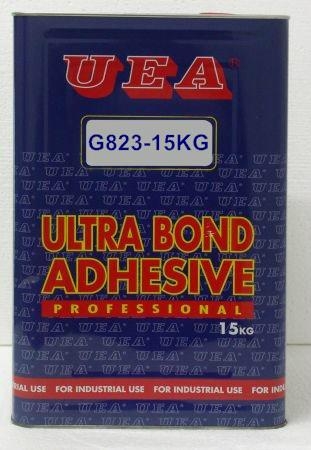 UEA®
G823-15KG
ULTRA BOND
ADHESIVE
PROFESSIONAL
15KG
INDUSTRIAL USE FOR INDUSTRIAL USE FOR INDUSTRIAL USE FOR